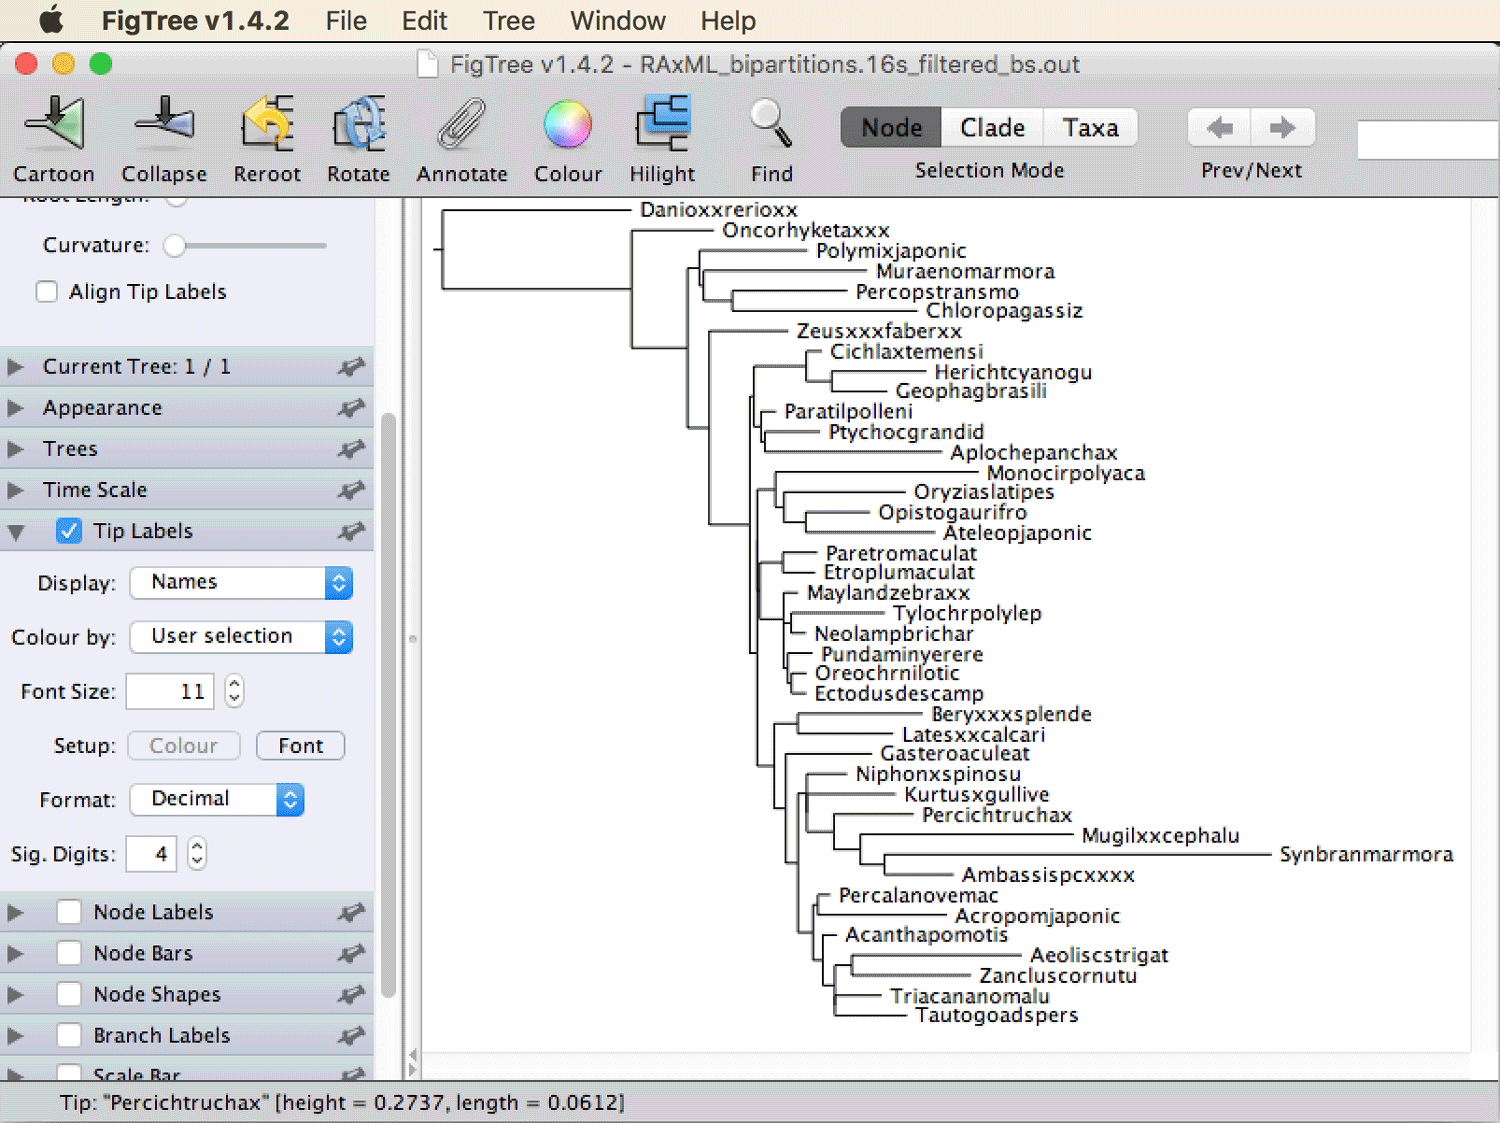 FigTree v1.4.2 File Edit Tree Window Help
FigTree v1.4.2 - RAxML_bipartitions.16s_filtered_bs.out
Cartoon Collapse Reroot Rotate Annotate Colour Hilight Find
Node Clade Taxa
Selection Mode
Prev/Next
Root Length:
Curvature:
Align Tip Labels
Current Tree: 1 / 1
Appearance
Trees
Time Scale
Tip Labels
Display: Names
Colour by: User selection
Font Size: 11
Setup: Colour Font
Format: Decimal
Sig. Digits: 4
Node Labels
Node Bars
Node Shapes
Branch Labels
Scale Bar
Danioxxrerioxx
Oncorhyketaxxx
Polymixjaponic
Muraenomarmora
Percopstransmo
Chloropagassiz
Zeusxxxfaberxx
Cichlaxtemensi
Herichtcyanogu
Geophagbrasili
Paratilpolleni
Ptychocgrandid
Aplochepanchax
Monocirpolyaca
Oryziaslatipes
Opistogaurifro
Ateleopjaponic
Paretromaculat
Etroplumaculat
Maylandzebraxx
Tylochrpolylep
Neolampbrichar
Pundaminyerere
Oreochrnilotic
Ectodusdescamp
Beryxxxsplende
Latesxxcalcari
Gasteroaculeat
Niphonxspinosu
Kurtusxgullive
Percichtruchax
Mugilxxcephalu
Synbranmarmora
Ambassispcxxxx
Percalanovemac
Acropomjaponic
Acanthapomotis
Aeoliscstrigat
Zancluscornutu
Triacananomalu
Tautogoadspers
Tip: "Percichtruchax" [height = 0.2737, length = 0.0612]